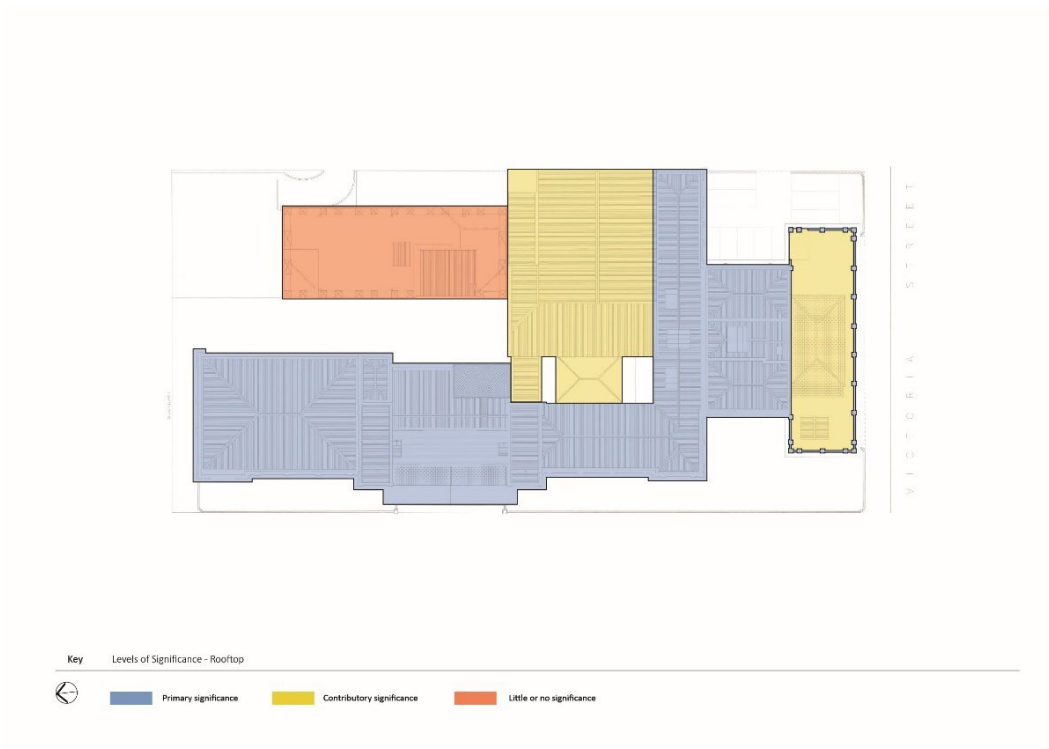 VICTORIA STREET
Key Levels of Significance - Rooftop
Primary significance
Contributory significance
Little or no significance